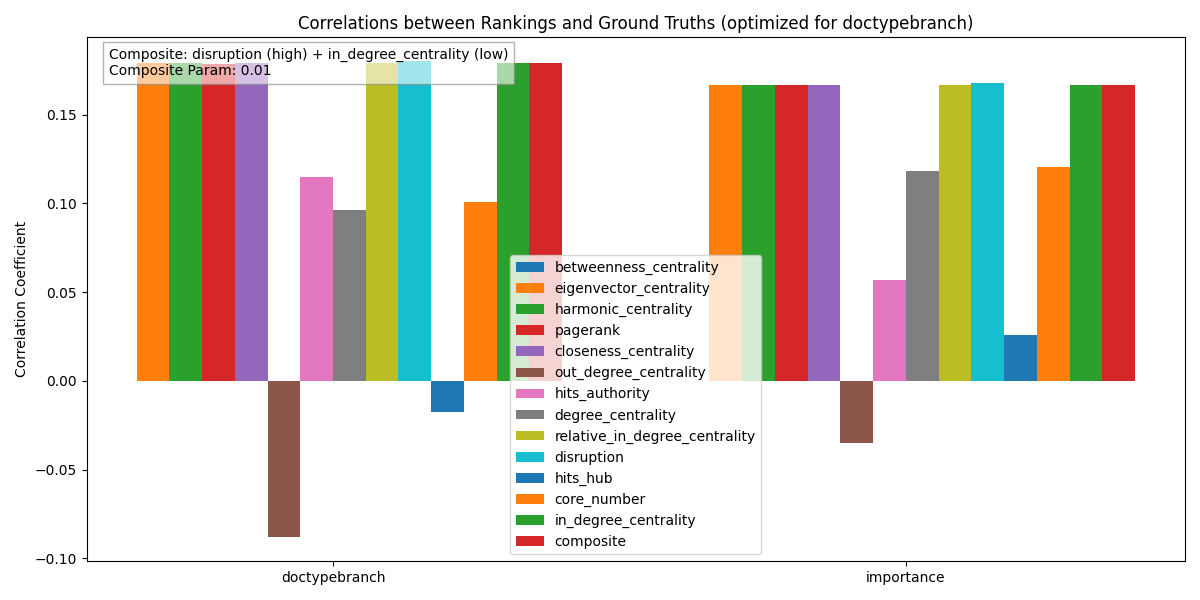 Correlations between Rankings and Ground Truths (optimized for doctypebranch)
Composite: disruption (high) + in_degree_centrality (low)
Composite Param: 0.01
Correlation Coefficient
0.15
0.10
0.05
0.00
−0.05
−0.10
betweenness_centrality
eigenvector_centrality
harmonic_centrality
pagerank
closeness_centrality
out_degree_centrality
hits_authority
degree_centrality
relative_in_degree_centrality
disruption
hits_hub
core_number
in_degree_centrality
composite
doctypebranch
importance